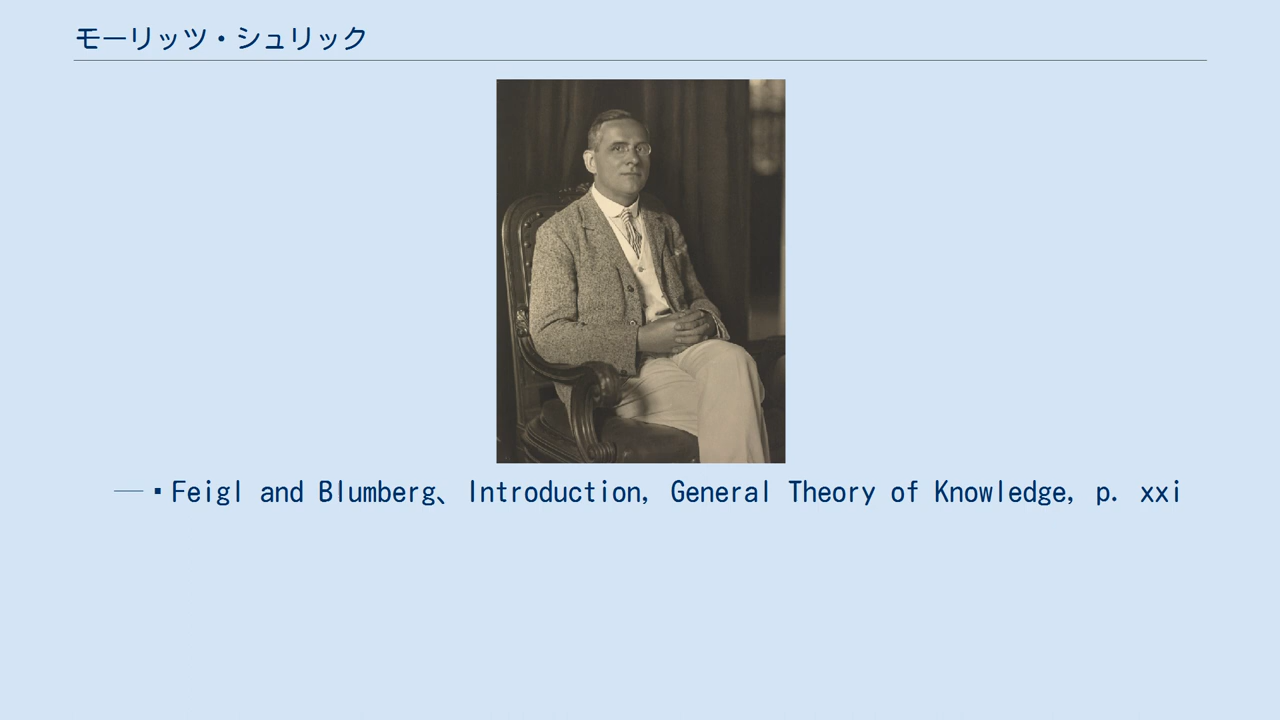 モーリッツ・シュリック
― ▪ Feigl and Blumberg、 Introduction, General Theory of Knowledge, p. xxi